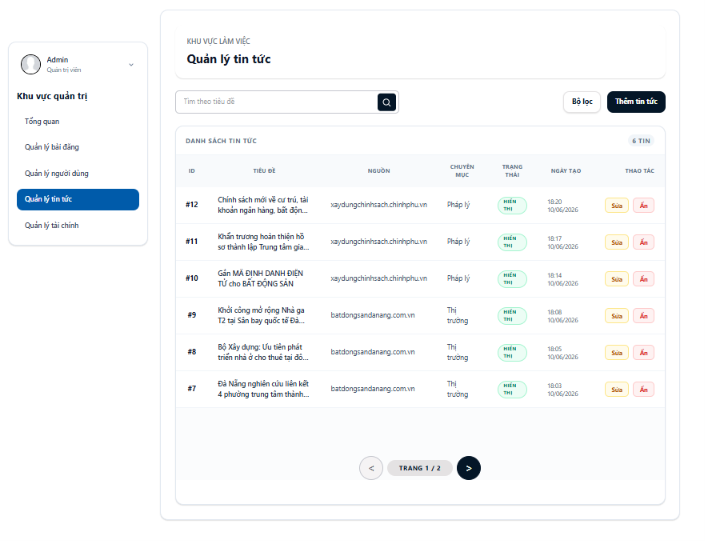 Admin
Quản trị viên
Khu vực quản trị
Tổng quan
Quản lý bài đăng
Quản lý người dùng
Quản lý tin tức
Quản lý tài chính
KHU VỰC LÀM VIỆC
Quản lý tin tức
Tìm theo tiêu đề
Bộ lọc
Thêm tin tức
DANH SÁCH TIN TỨC
6 TIN
ID TIÊU ĐỀ NGUỒN CHUYÊN MỤC TRẠNG THÁI NGÀY TẠO THAO TÁC
#12 Chính sách mới về cư trú, tài khoản ngân hàng, bất độn... xaydungchinhsach.chinhphu.vn Pháp lý HIỂN THỊ 18:20 10/06/2026 Sửa Ẩn
#11 Khẩn trương hoàn thiện hồ sơ thành lập Trung tâm gia... xaydungchinhsach.chinhphu.vn Pháp lý HIỂN THỊ 18:17 10/06/2026 Sửa Ẩn
#10 Gắn MÃ ĐỊNH DANH ĐIỆN TỬ cho BẤT ĐỘNG SẢN xaydungchinhsach.chinhphu.vn Pháp lý HIỂN THỊ 18:14 10/06/2026 Sửa Ẩn
#9 Khởi công mở rộng Nhà ga T2 tại Sân bay quốc tế Đà... batdongsandanang.com.vn Thị trường HIỂN THỊ 18:08 10/06/2026 Sửa Ẩn
#8 Bộ Xây dựng: Ưu tiên phát triển nhà ở cho thuê tại đô... batdongsandanang.com.vn Thị trường HIỂN THỊ 18:05 10/06/2026 Sửa Ẩn
#7 Đà Nẵng nghiên cứu liên kết 4 phường trung tâm thành... batdongsandanang.com.vn Thị trường HIỂN THỊ 18:03 10/06/2026 Sửa Ẩn
< TRANG 1 / 2 >